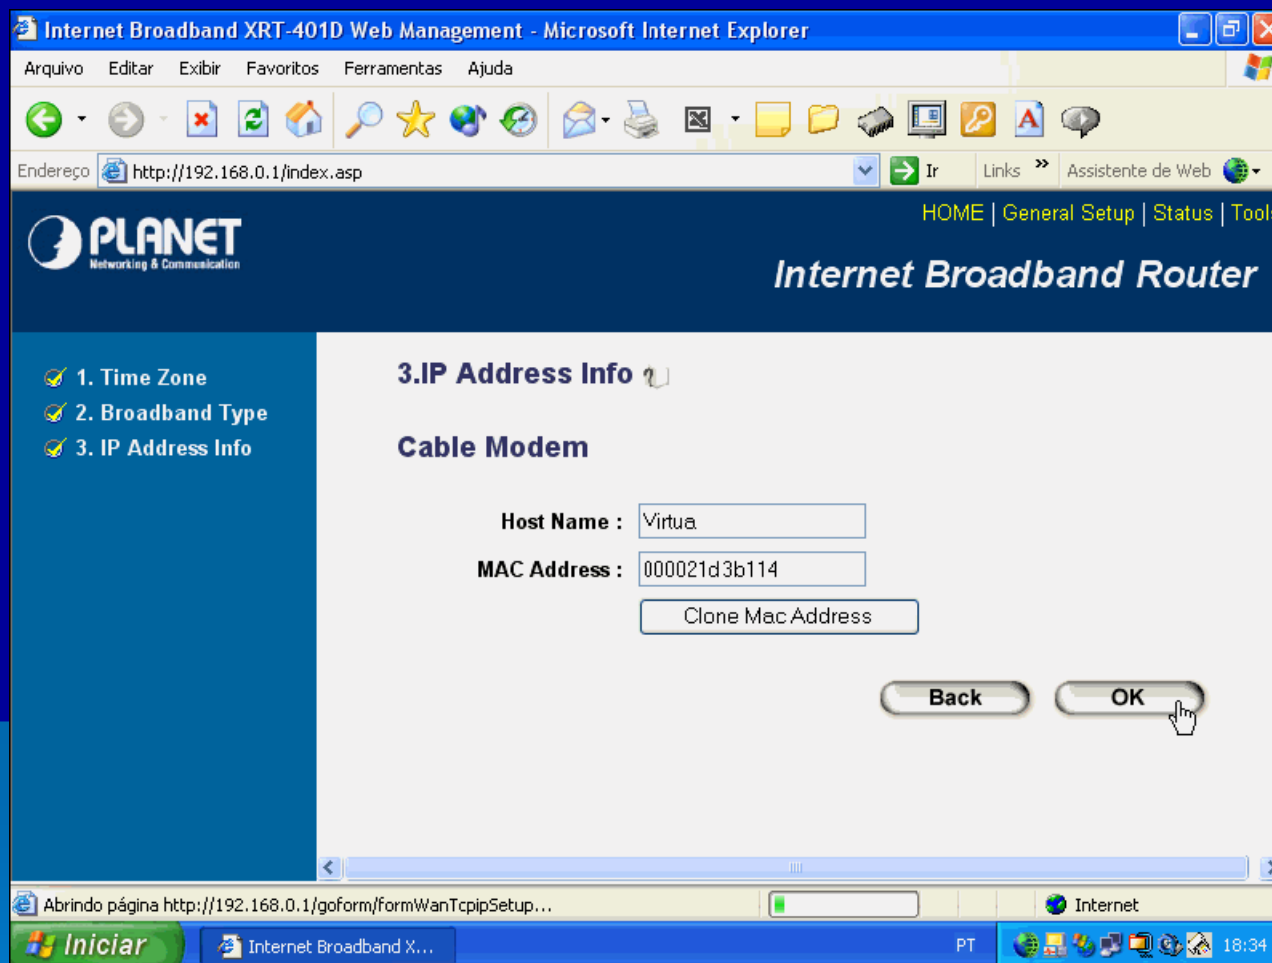 Internet Broadband XRT-401D Web Management - Microsoft Internet Explorer
Arquivo Editar Exibir Favoritos Ferramentas Ajuda
Endereço http://192.168.0.1/index.asp Ir Links » Assistente de Web
PLANET
Networking & Communication
HOME | General Setup | Status | Tools
Internet Broadband Router
1. Time Zone
2. Broadband Type
3. IP Address Info
3.IP Address Info
Cable Modem
Host Name : Virtua
MAC Address : 000021d3b114
Clone Mac Address
Back OK
Abrindo página http://192.168.0.1/goform/formWanTcpipSetup... Internet
Iniciar Internet Broadband X... PT 18:34